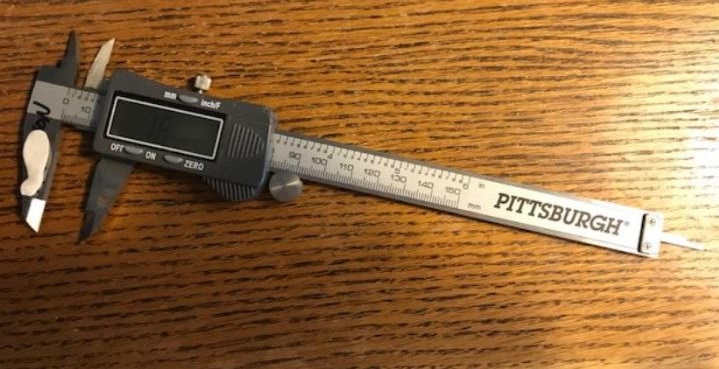 mm inch/F
OFF ON ZERO
0 10
4 5 6 in
90 100 110 120 130 140 150 mm
PITTSBURGH®